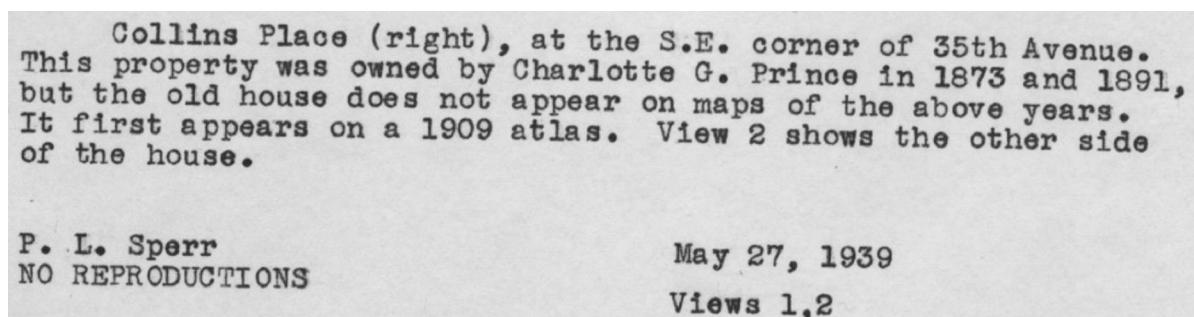 Collins Place (right), at the S.E. corner of 35th Avenue.
This property was owned by Charlotte G. Prince in 1873 and 1891,
but the old house does not appear on maps of the above years.
It first appears on a 1909 atlas. View 2 shows the other side
of the house.
P. L. Sperr
May 27, 1939
NO REPRODUCTIONS
Views 1,2